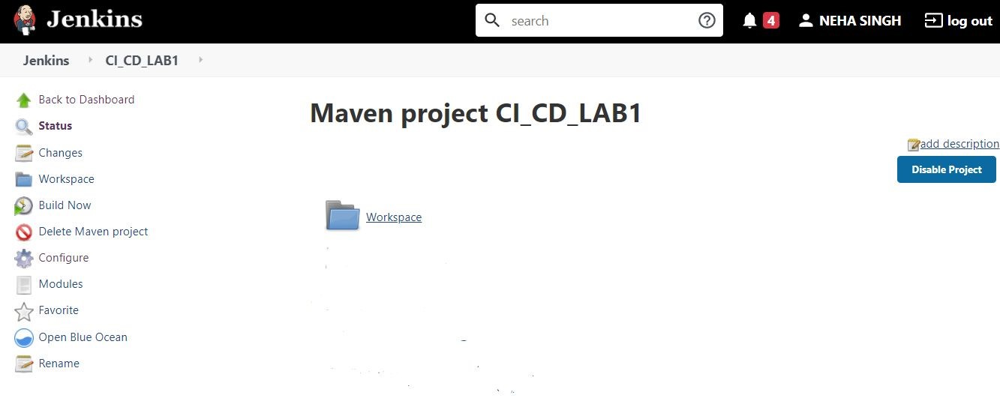 Jenkins
search
4
NEHA SINGH
log out
Jenkins
CI_CD_LAB1
Back to Dashboard
Status
Changes
Workspace
Build Now
Delete Maven project
Configure
Modules
Favorite
Open Blue Ocean
Rename
Maven project CI_CD_LAB1
add description
Disable Project
Workspace